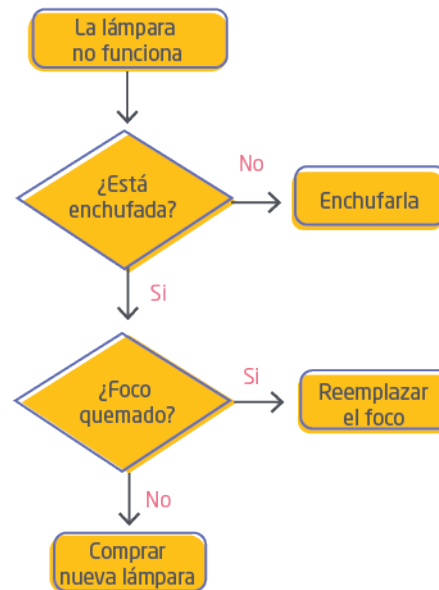 La lámpara
no funciona
¿Está
enchufada?
No
Enchufarla
Si
¿Foco
quemado?
Si
Reemplazar
el foco
No
Comprar
nueva lámpara